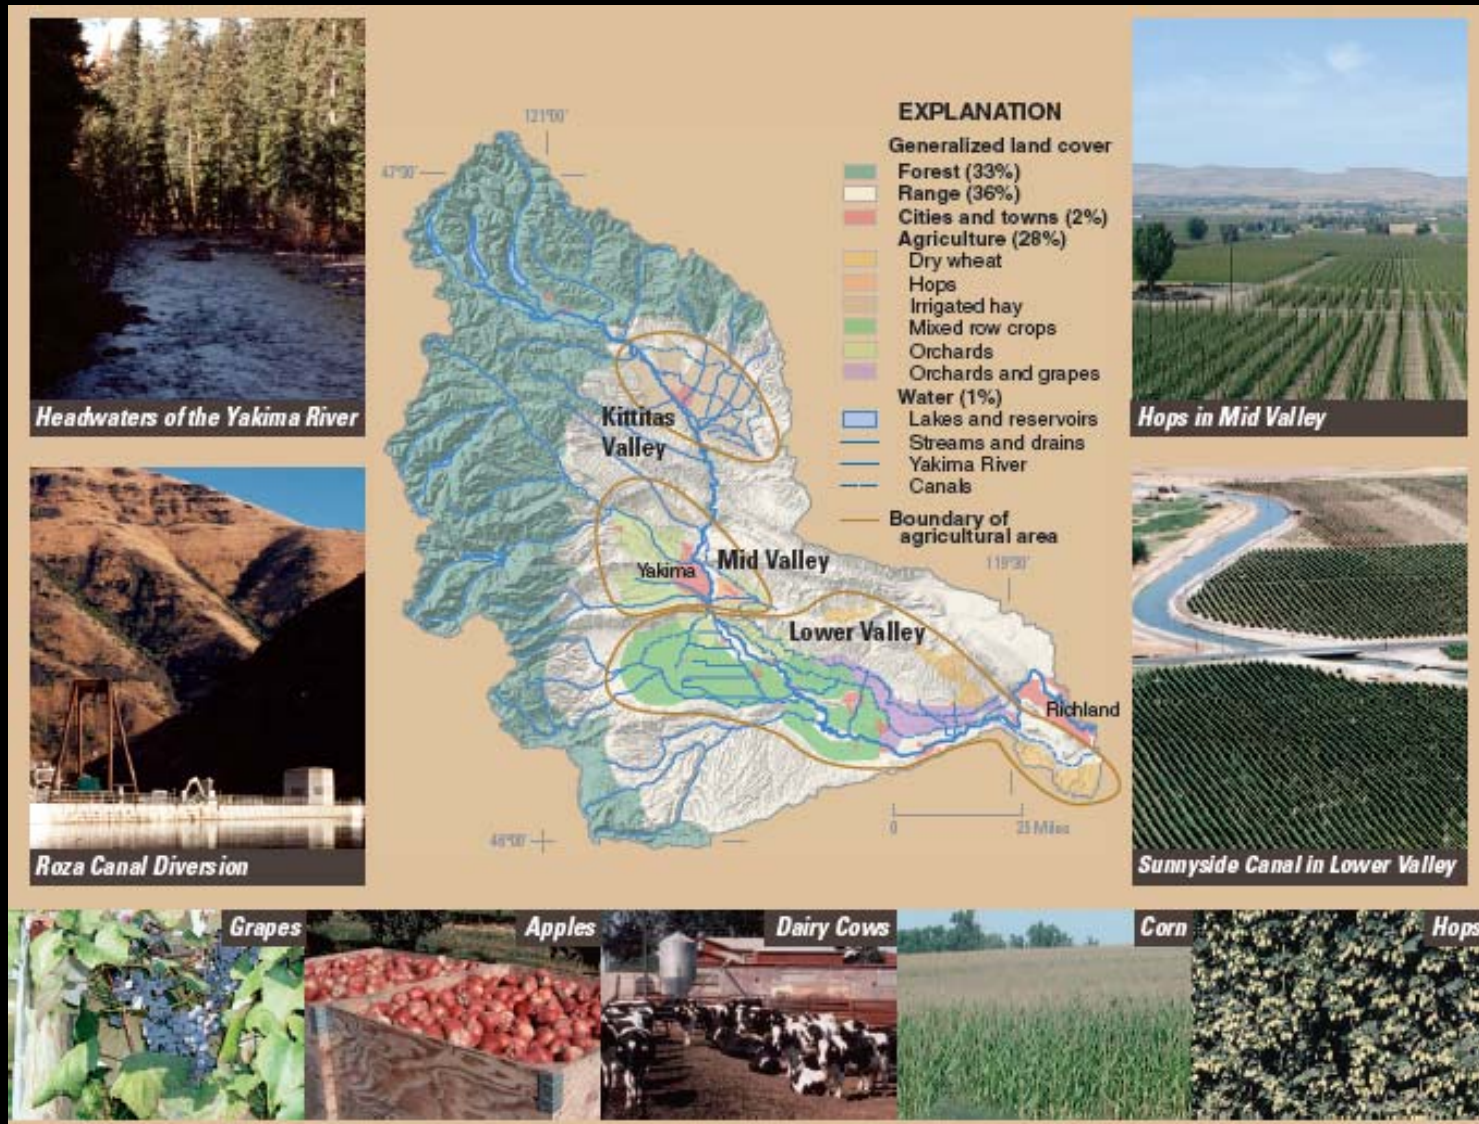 Headwaters of the Yakima River
Roza Canal Diversion
121°00'
47°30'
Kittitas
Valley
Mid Valley
Yakima
Lower Valley
Richland
119°30'
46°00'
0
25 Miles
EXPLANATION
Generalized land cover
Forest (33%)
Range (36%)
Cities and towns (2%)
Agriculture (28%)
Dry wheat
Hops
Irrigated hay
Mixed row crops
Orchards
Orchards and grapes
Water (1%)
Lakes and reservoirs
Streams and drains
Yakima River
Canals
Boundary of
agricultural area
Hops in Mid Valley
Sunnyside Canal in Lower Valley
Grapes
Apples
Dairy Cows
Corn
Hops